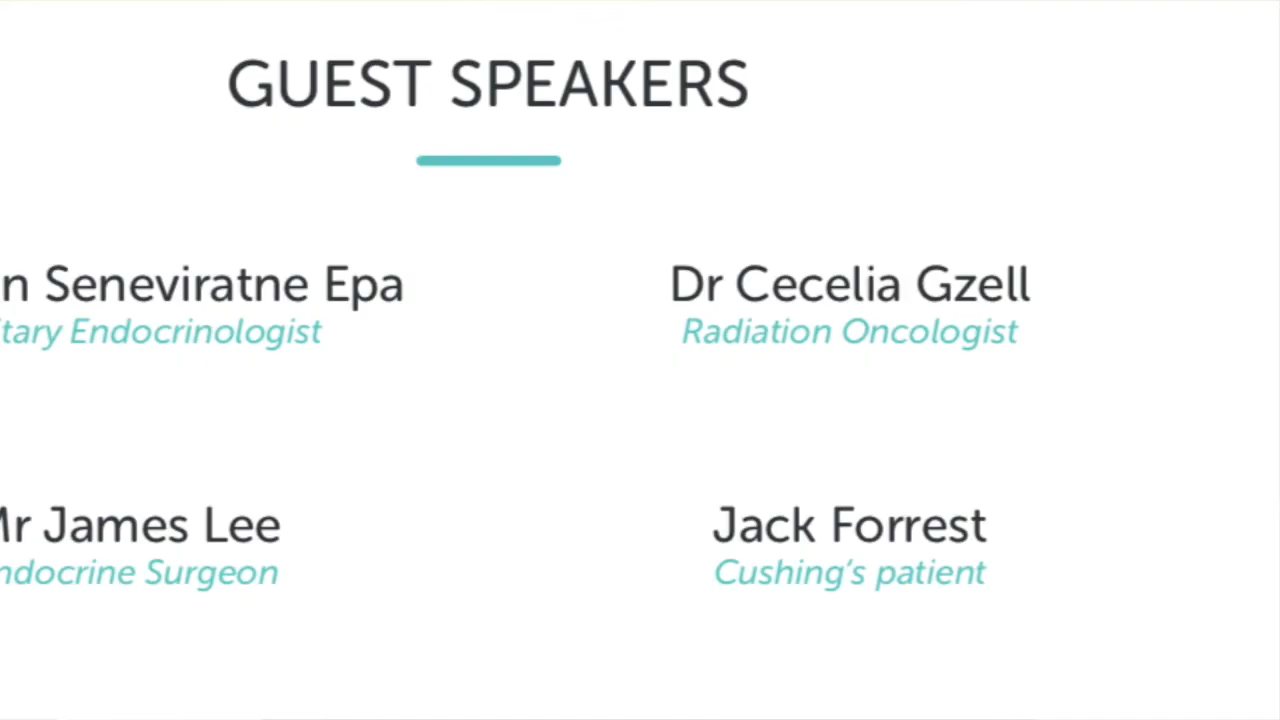 GUEST SPEAKERS
n Seneviratne Epa
Dr Cecelia Gzell
tary Endocrinologist
Radiation Oncologist
Mr James Lee
Jack Forrest
ndocrine Surgeon
Cushing's patient